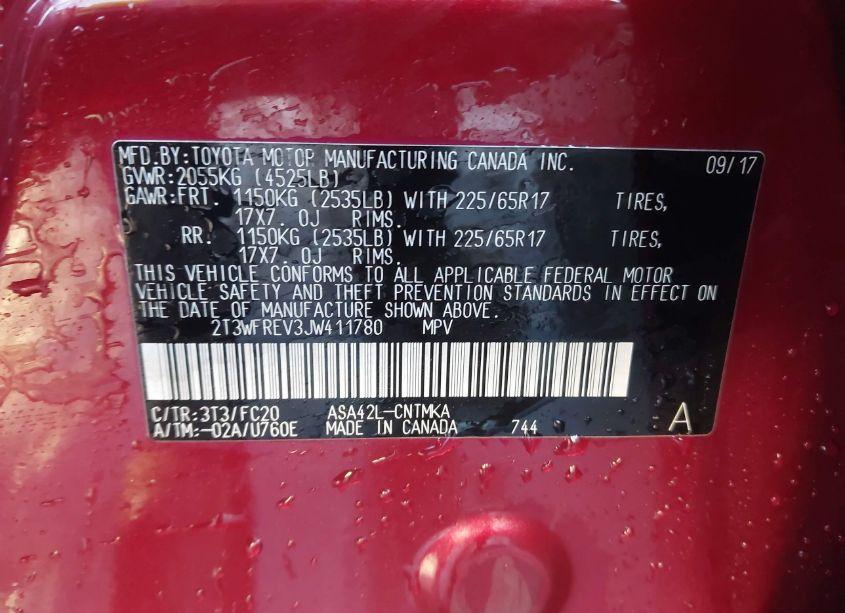 MFD.BY:TOYOTA MOTOR MANUFACTURING CANADA INC. 09/17
GVWR:2055KG (4525LB)
GAWR:FRT. 1150KG (2535LB) WITH 225/65R17 TIRES,
17X7.0J RIMS.
RR. 1150KG (2535LB) WITH 225/65R17 TIRES,
17X7.0J RIMS.
THIS VEHICLE CONFORMS TO ALL APPLICABLE FEDERAL MOTOR
VEHICLE SAFETY AND THEFT PREVENTION STANDARDS IN EFFECT ON
THE DATE OF MANUFACTURE SHOWN ABOVE.
2T3WFREV3JW411780 MPV
C/TR:3T3/FC20 ASA42L-CNTMKA A
A/TM:-02A/U760E MADE IN CANADA 744